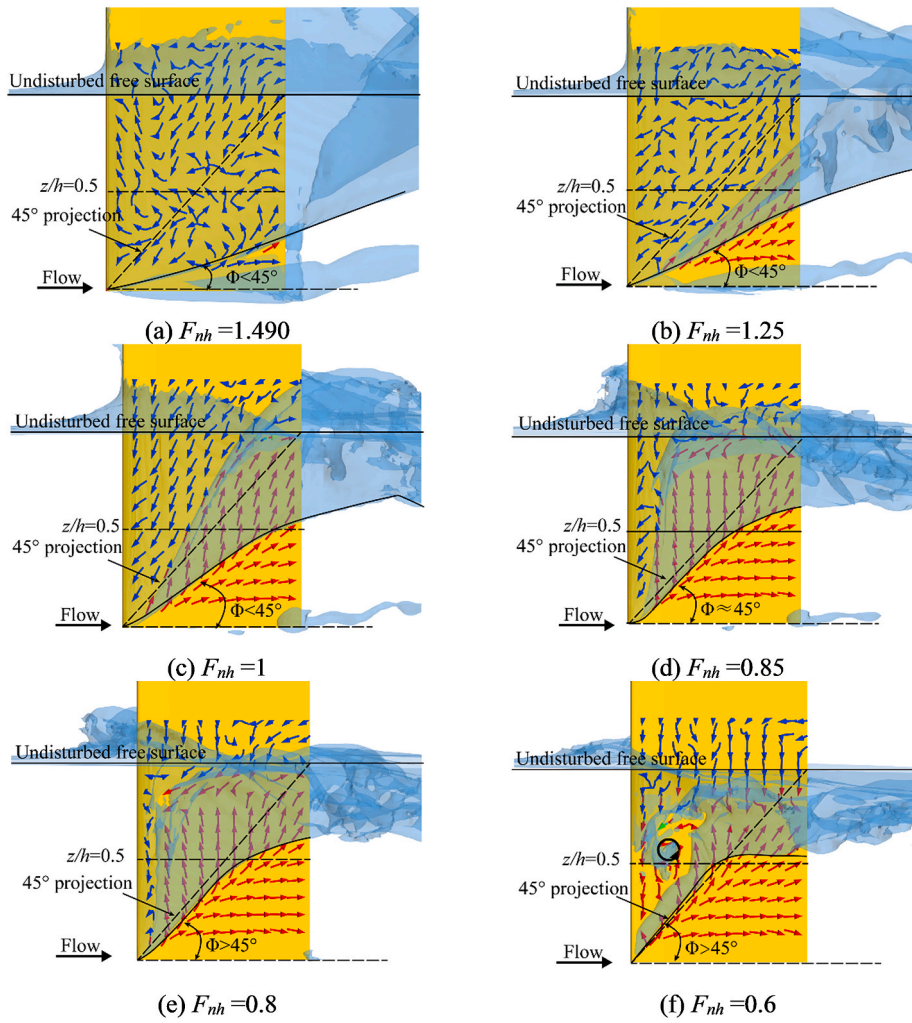 Undisturbed free surface
z/h=0.5
45° projection
Flow
Φ<45°
(a) Fnh =1.490
Undisturbed free surface
z/h=0.5
45° projection
Flow
Φ<45°
(b) Fnh =1.25
Undisturbed free surface
z/h=0.5
45° projection
Flow
Φ<45°
(c) Fnh =1
Undisturbed free surface
z/h=0.5
45° projection
Flow
Φ≈45°
(d) Fnh =0.85
Undisturbed free surface
z/h=0.5
45° projection
Flow
Φ>45°
(e) Fnh =0.8
Undisturbed free surface
z/h=0.5
45° projection
Flow
Φ>45°
(f) Fnh =0.6